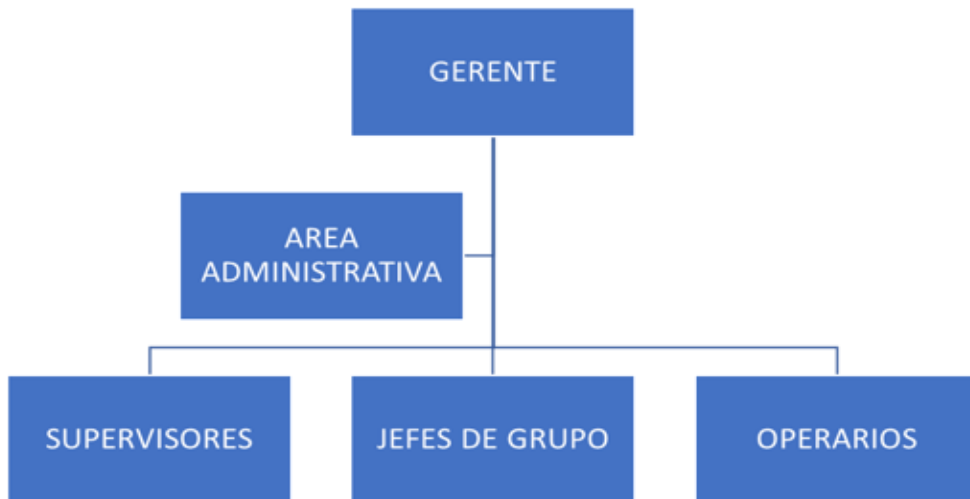 GERENTE
AREA
ADMINISTRATIVA
SUPERVISORES
JEFES DE GRUPO
OPERARIOS